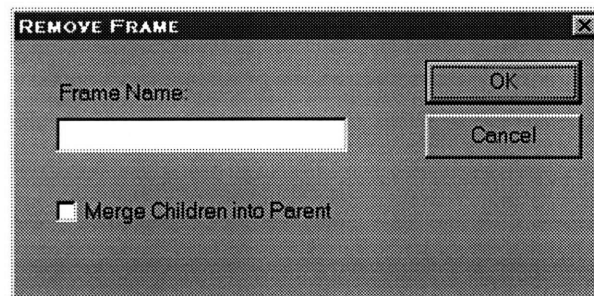 REMOVE FRAME
Frame Name:
OK
Cancel
Merge Children into Parent